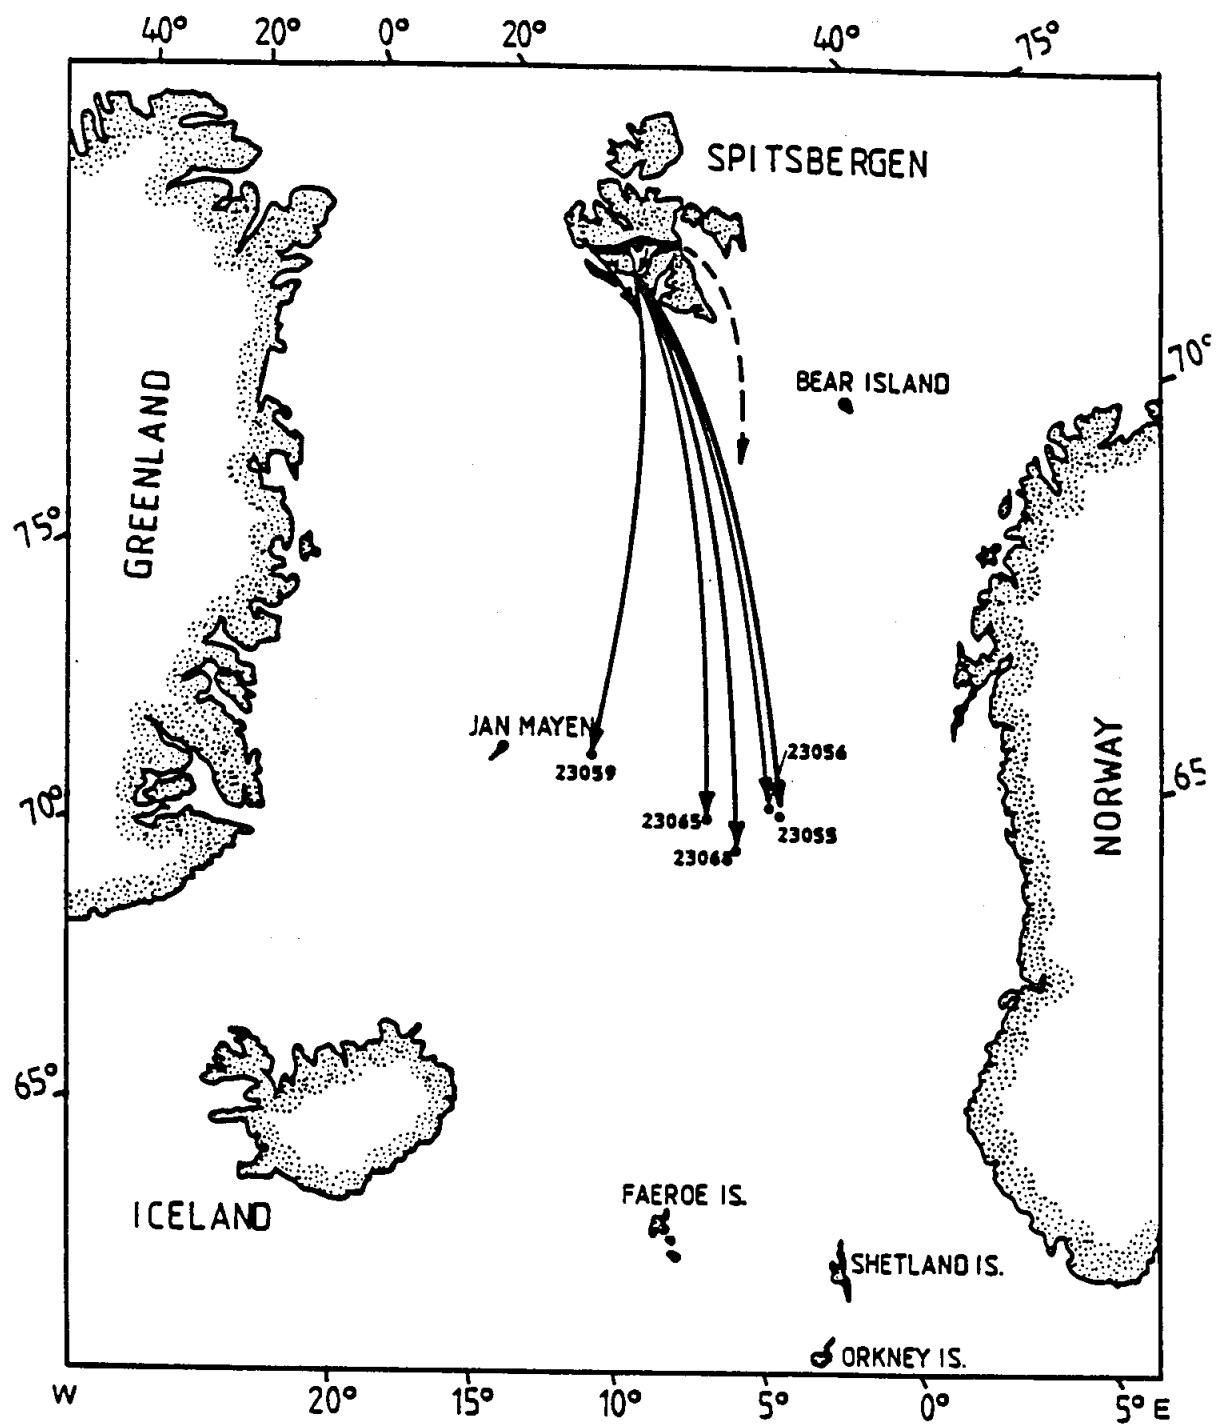 40° 20° 0° 20° 40° 75°
SPITSBERGEN
70°
BEAR ISLAND
GREENLAND
75°
JAN MAYEN
23059
23056
NORWAY
65
70°
23065
23055
65°
FAEROE IS.
ICELAND
SHETLAND IS.
ORKNEY IS.
W 20° 15° 10° 5° 0° 5° E